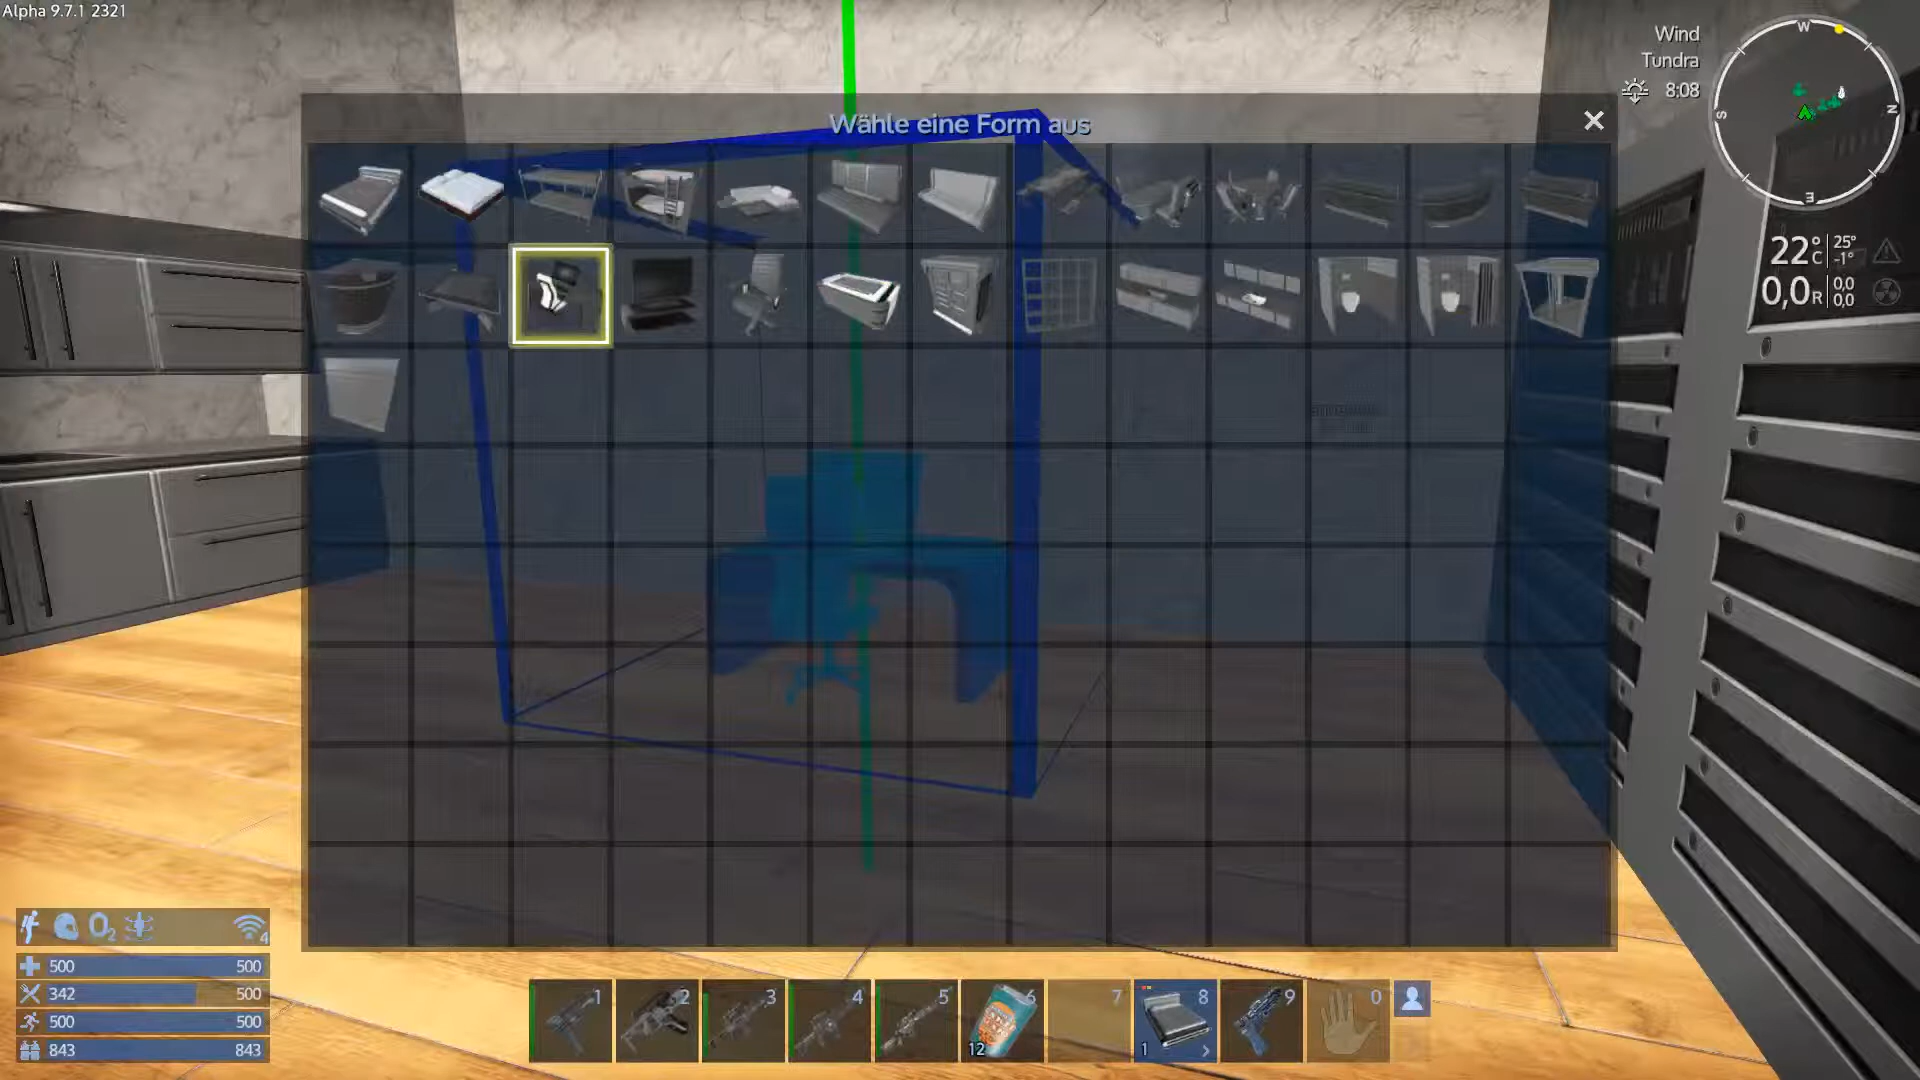 Alpha 9.7.1 2321
Wind
Tundra
8:08
W
N
S
E
Wähle eine Form aus
22°C 25° -1°
0,0R 0,0 0,0
O2
4
500 500
342 500
500 500
843 843
1 2 3 4 5 6 7 8 9 0
12 1